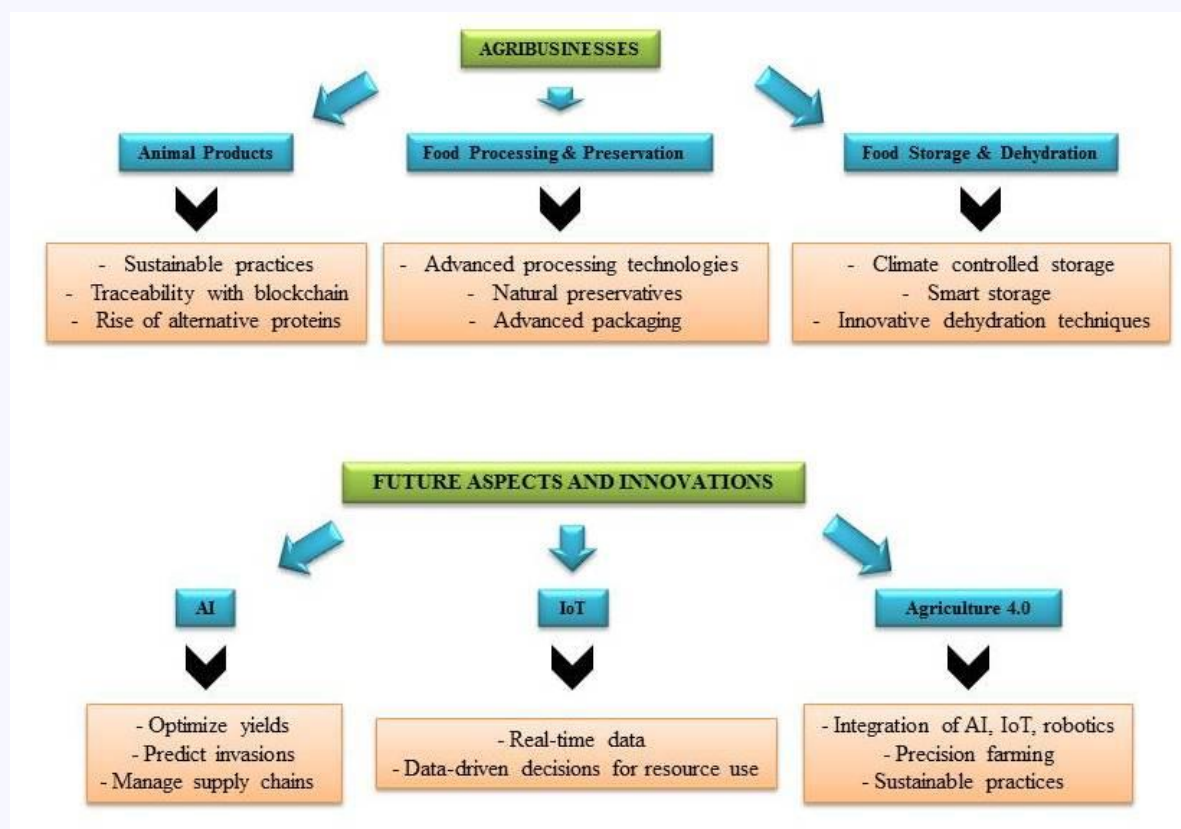 AGRIBUSINESSES
Animal Products
Food Processing & Preservation
Food Storage & Dehydration
- Sustainable practices
- Traceability with blockchain
- Rise of alternative proteins
- Advanced processing technologies
- Natural preservatives
- Advanced packaging
- Climate controlled storage
- Smart storage
- Innovative dehydration techniques
FUTURE ASPECTS AND INNOVATIONS
AI
IoT
Agriculture 4.0
- Optimize yields
- Predict invasions
- Manage supply chains
- Real-time data
- Data-driven decisions for resource use
- Integration of AI, IoT, robotics
- Precision farming
- Sustainable practices